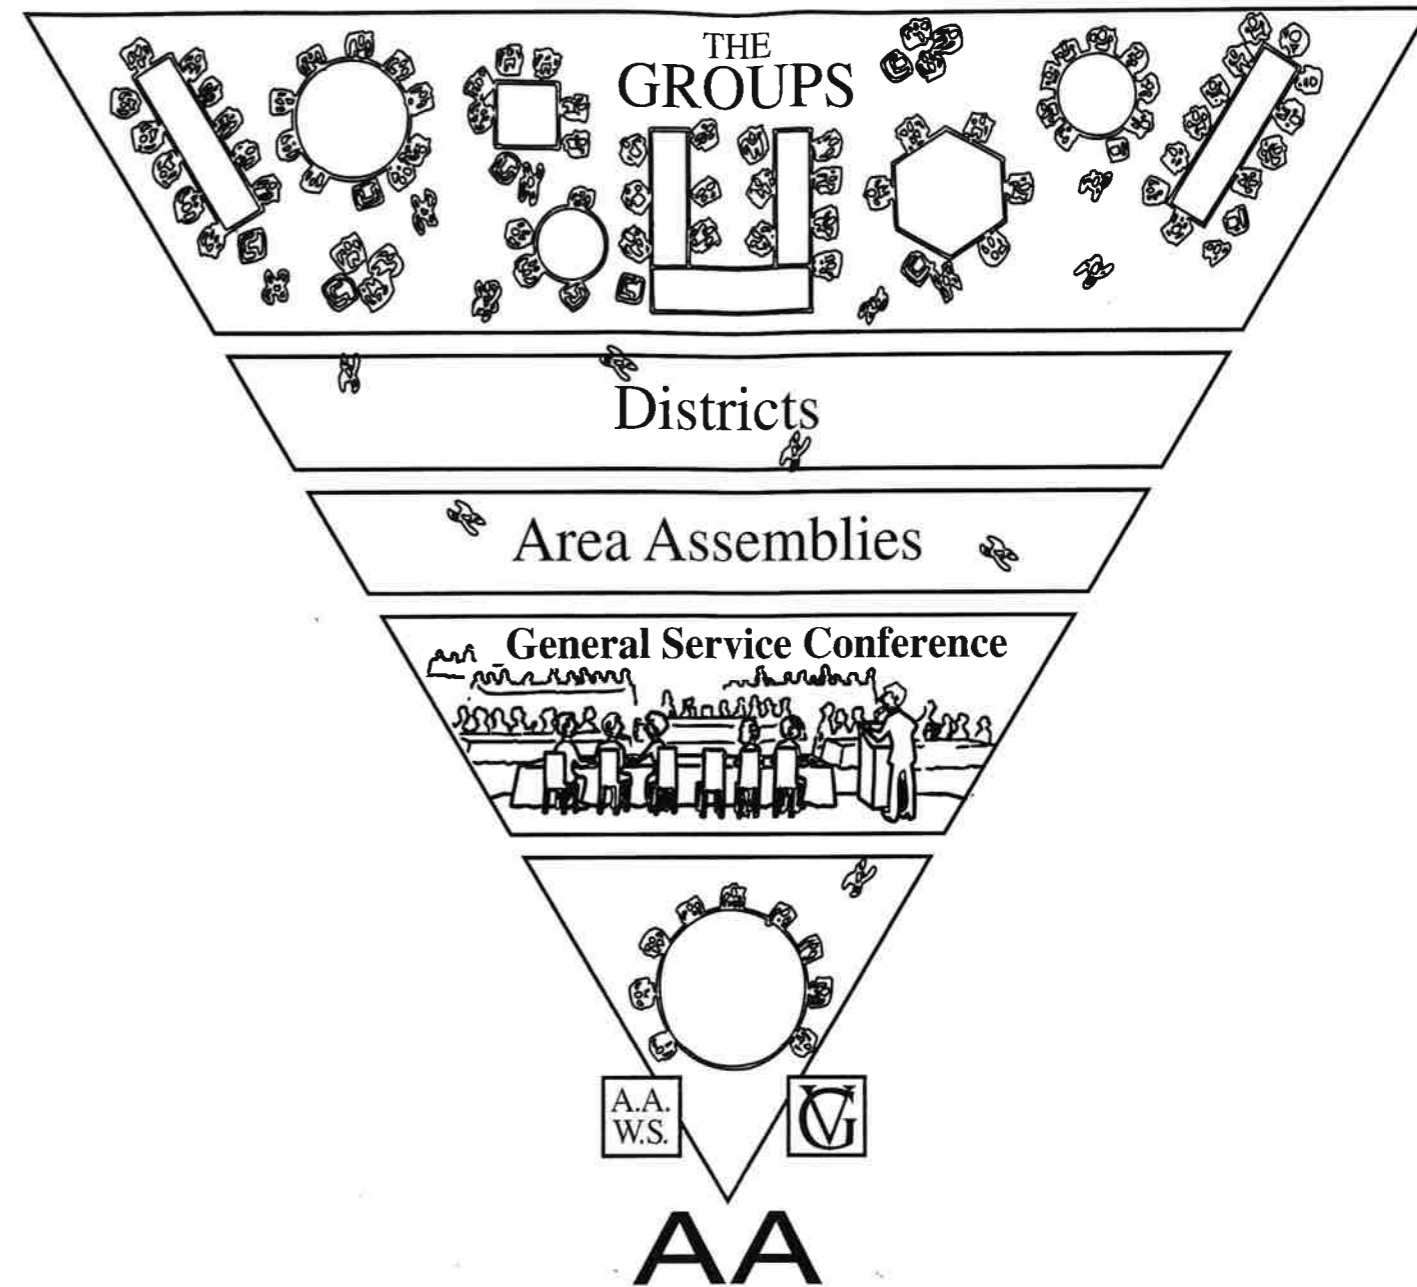 THE
GROUPS
Districts
Area Assemblies
General Service Conference
A.A.
W.S.
GV
AA